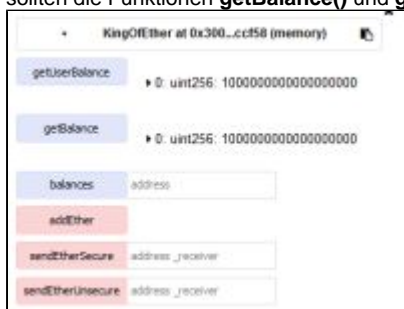 sollten die Funktionen getBalance() und g
KingOfEther at 0x300...ccf58 (memory)
getUserBalance
0: uint256: 1000000000000000000
getBalance
0: uint256: 1000000000000000000
balances address
addEther
sendEtherSecure address _receiver
sendEtherUnsecure address _receiver